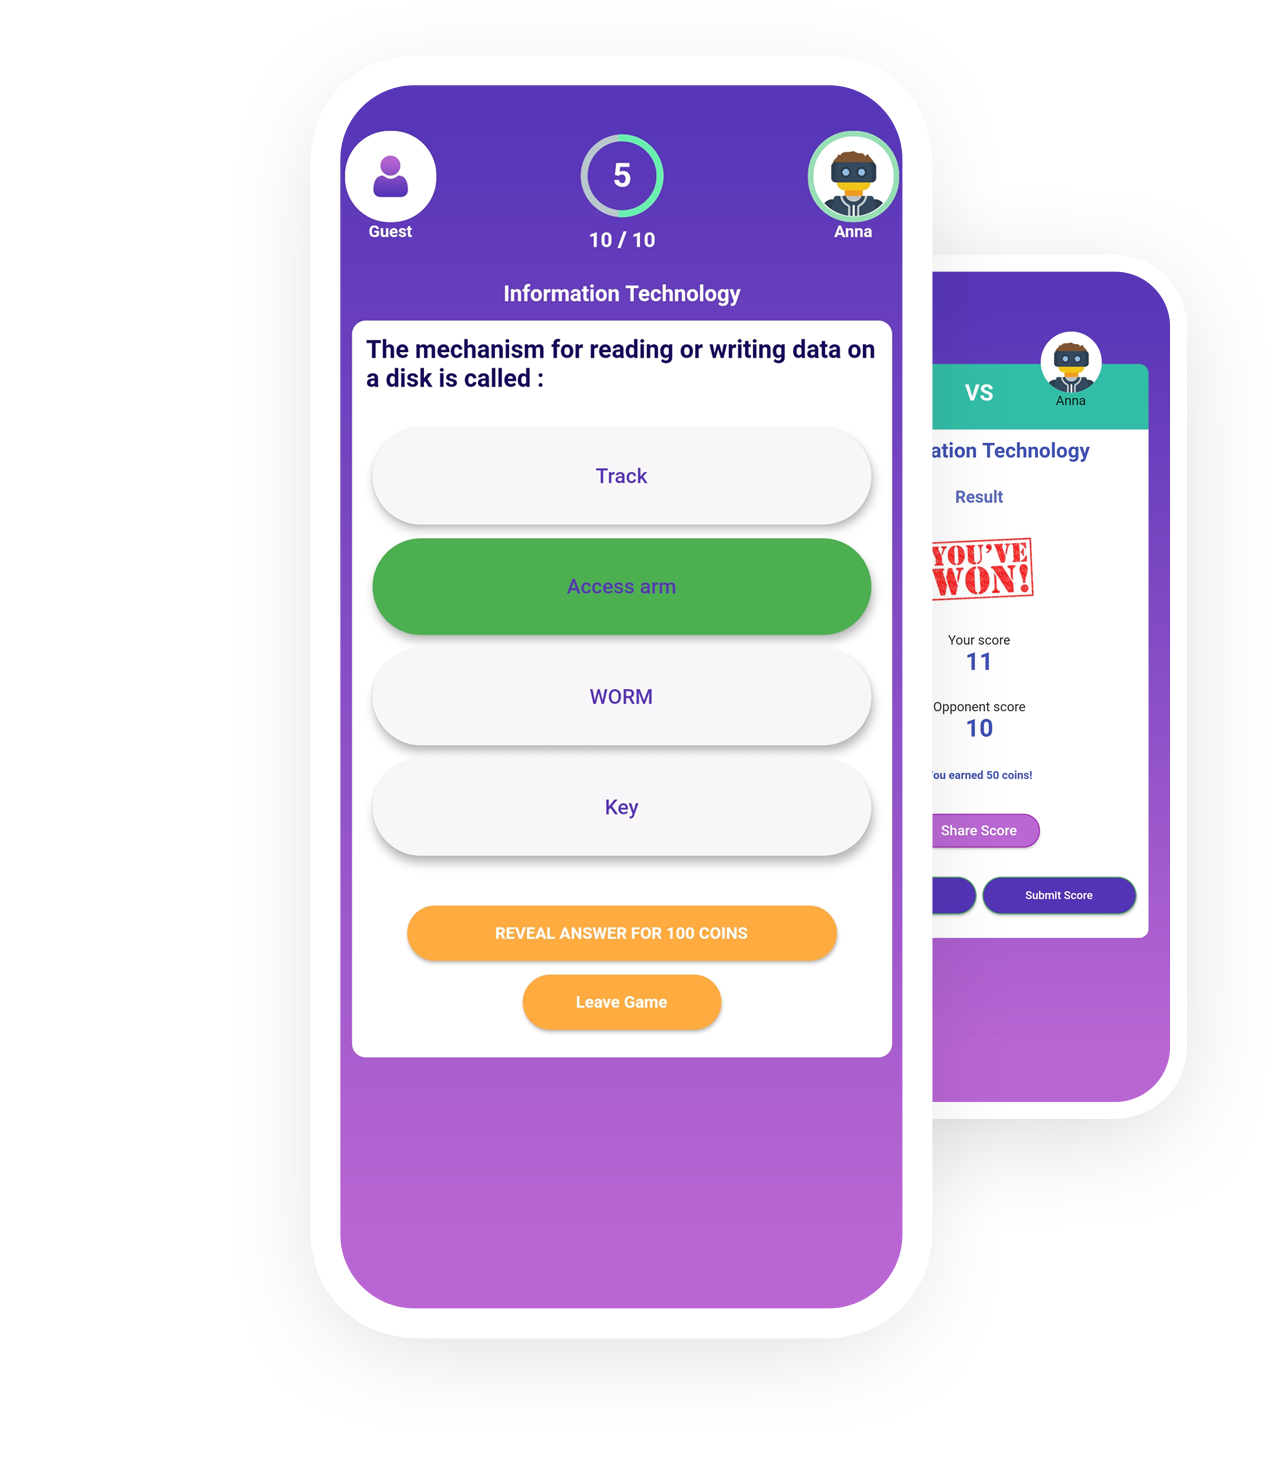 Guest
5
10 / 10
Anna
Information Technology
The mechanism for reading or writing data on
a disk is called :
Track
Access arm
WORM
Key
REVEAL ANSWER FOR 100 COINS
Leave Game
VS
Anna
ation Technology
Result
YOU'VE
WON!
Your score
11
Opponent score
10
ou earned 50 coins!
Share Score
Submit Score